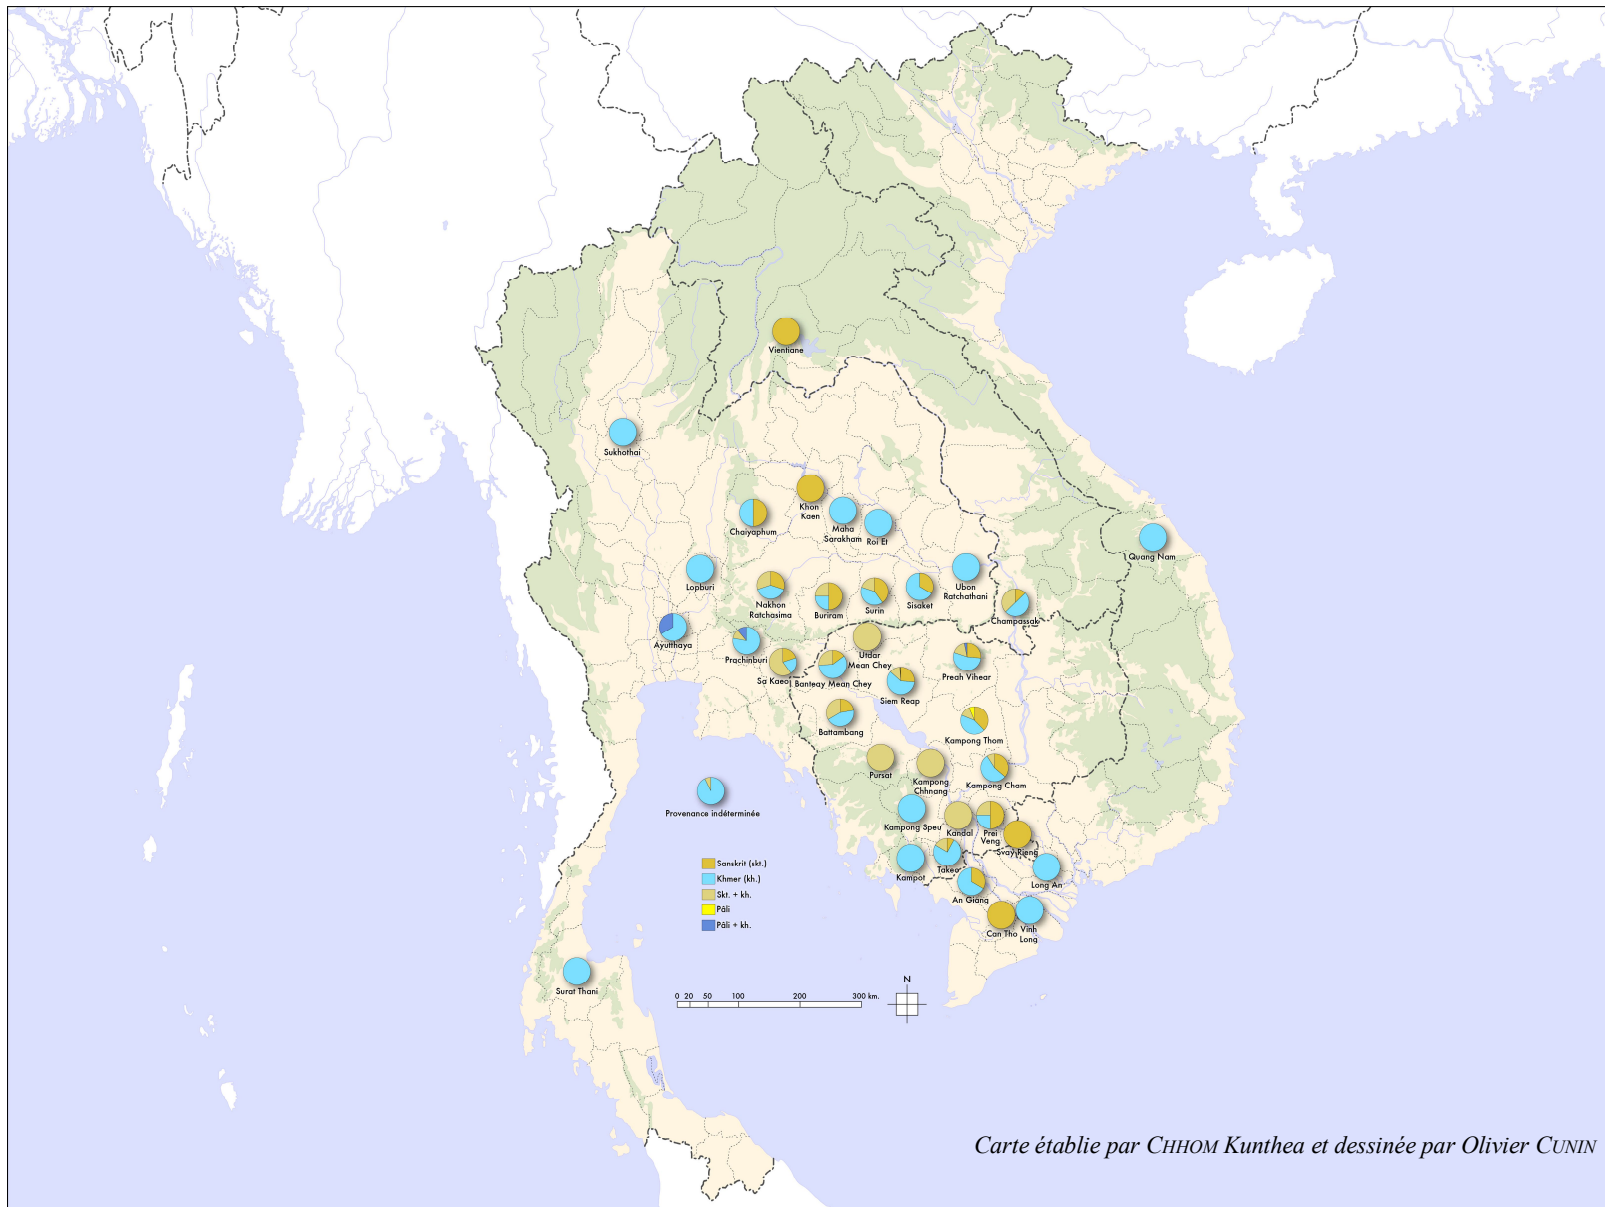 Vientiane
Sukhothai
Khon
Kaen
Chaiyaphum
Maha
Sarakham
Roi Et
Quang Nam
Lopburi
Ubon
Ratchathani
Nakhon
Ratchasima
Buriram
Surin
Sisaket
Champassak
Ayutthaya
Prachinburi
Utdar
Mean Chey
Sa Kaeo
Banteay Mean Chey
Preah Vihear
Siem Reap
Battambang
Kampong Thom
Pursat
Kampong
Chhnang
Kampong Cham
Provenance indéterminée
Kampong Speu
Kandal
Prei
Veng
Svay Rieng
Kampot
Takeo
Long An
An Giang
Can Tho
Vinh
Long
Sanskrit (skt.)
Khmer (kh.)
Skt. + kh.
Pâli
Pâli + kh.
Surat Thani
0 20 50 100 200 300 km.
N
Carte établie par CHHOM Kunthea et dessinée par Olivier CUNIN